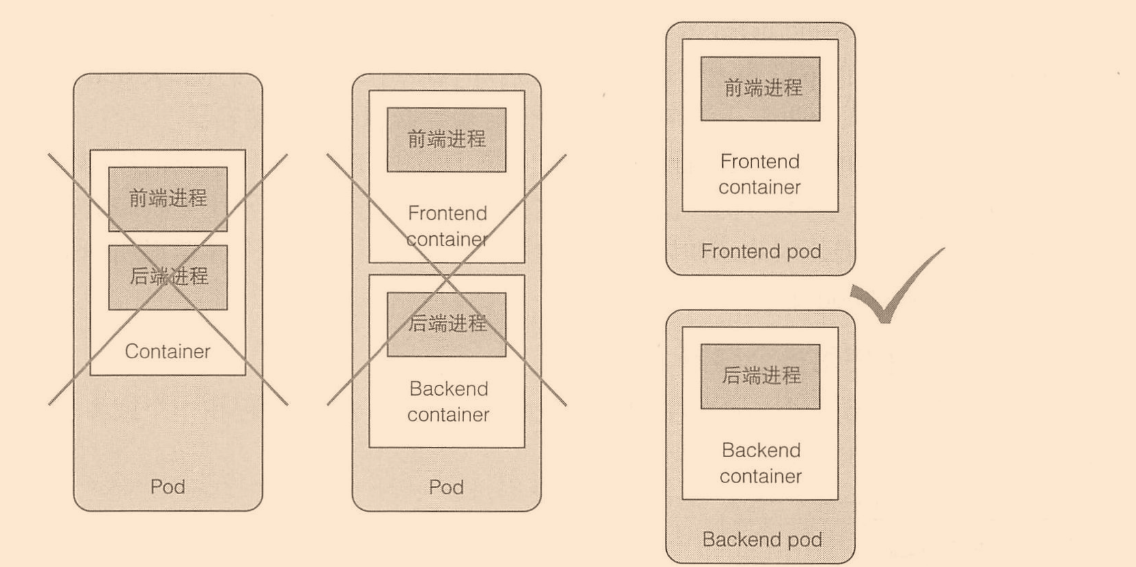 前端进程
后端进程
Container
Pod
前端进程
Frontend
container
后端进程
Backend
container
Pod
前端进程
Frontend
container
Frontend pod
后端进程
Backend
container
Backend pod